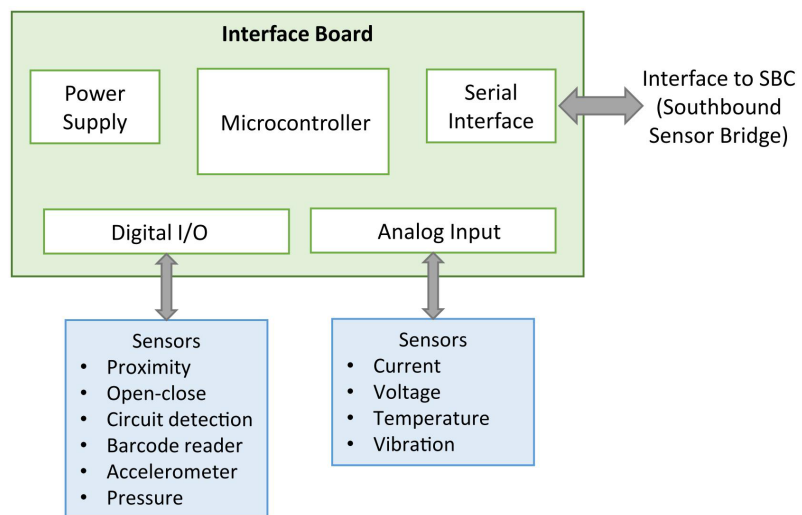 Interface Board
Power
Supply
Microcontroller
Serial
Interface
Interface to SBC
(Southbound
Sensor Bridge)
Digital I/O
Analog Input
Sensors
• Proximity
• Open-close
• Circuit detection
• Barcode reader
• Accelerometer
• Pressure
Sensors
• Current
• Voltage
• Temperature
• Vibration